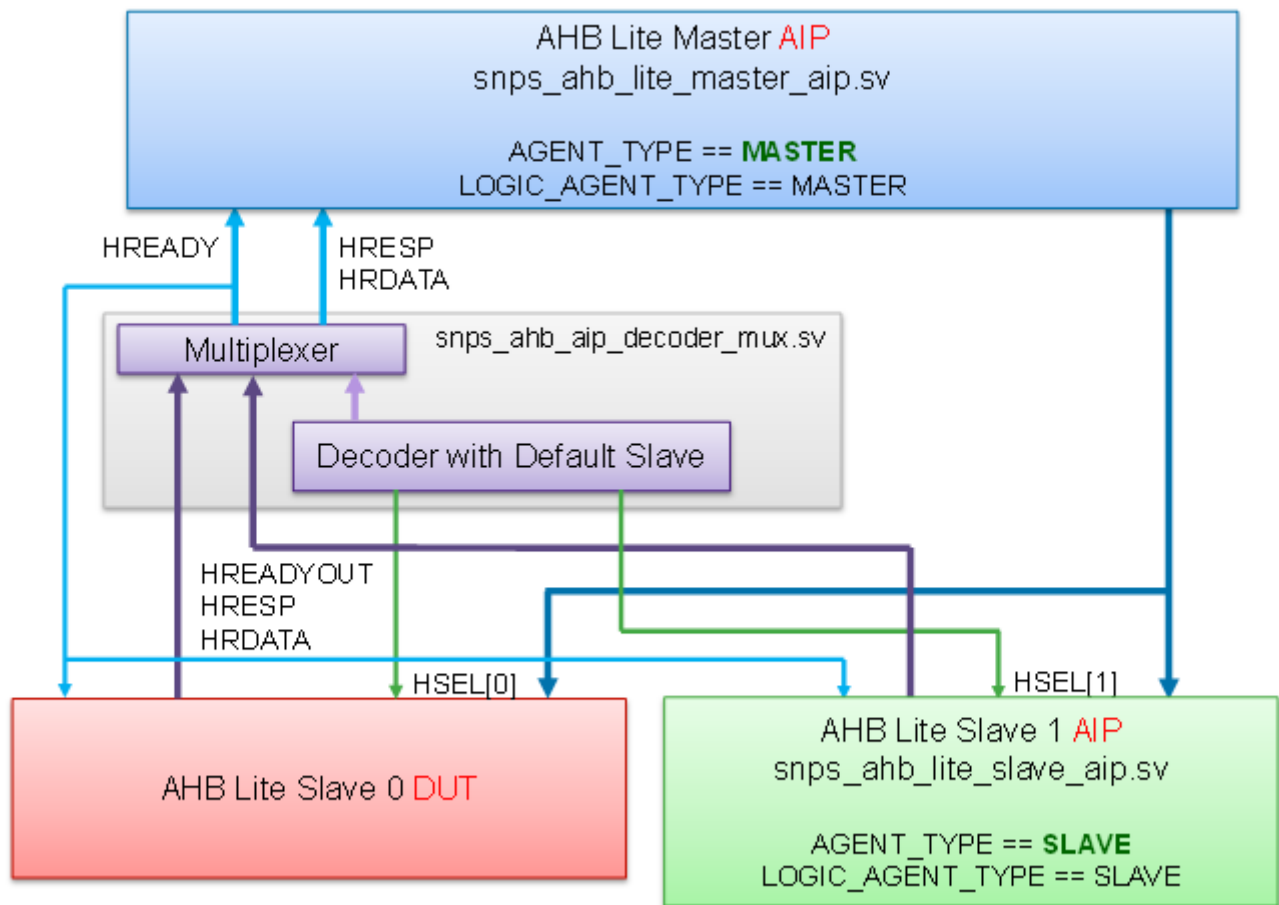 AHB Lite Master AIP
snps_ahb_lite_master_aip.sv
AGENT_TYPE == MASTER
LOGIC_AGENT_TYPE == MASTER
HREADY
HRESP
HRDATA
snps_ahb_aip_decoder_mux.sv
Multiplexer
Decoder with Default Slave
HREADYOUT
HRESP
HRDATA
HSEL[0]
HSEL[1]
AHB Lite Slave 0 DUT
AHB Lite Slave 1 AIP
snps_ahb_lite_slave_aip.sv
AGENT_TYPE == SLAVE
LOGIC_AGENT_TYPE == SLAVE